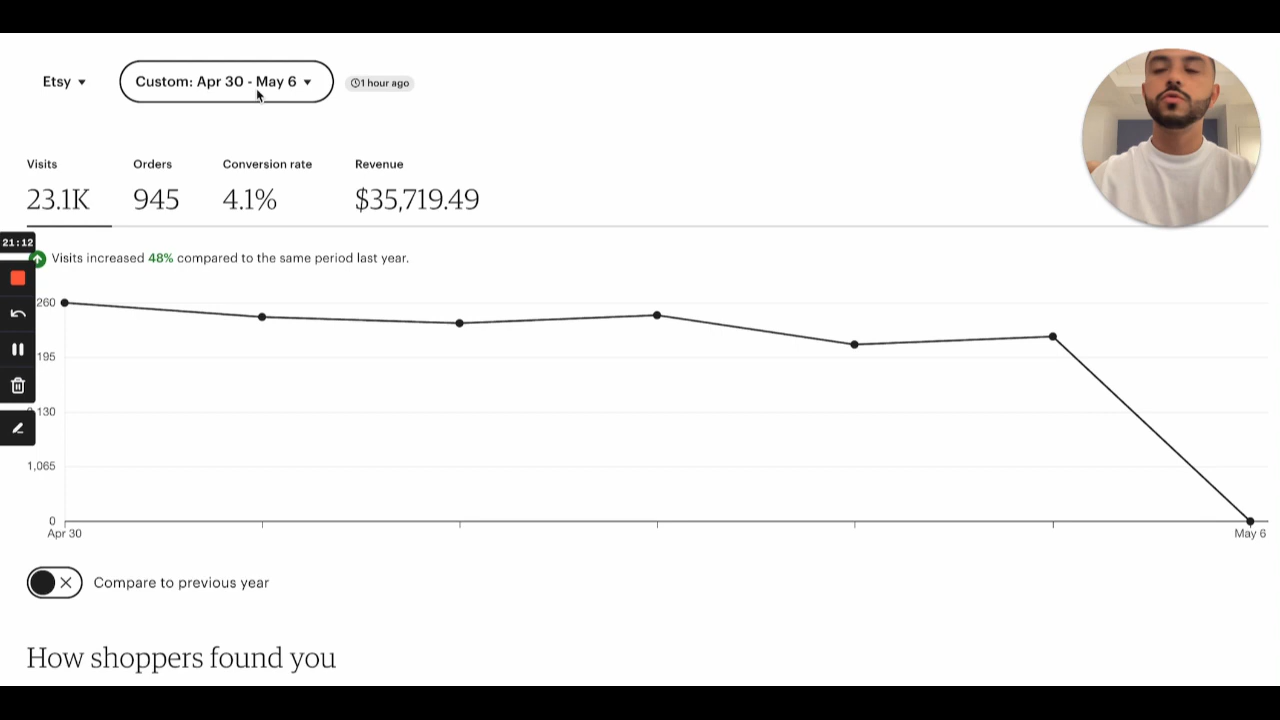 Etsy
Custom: Apr 30 - May 6
1 hour ago
Visits Orders Conversion rate Revenue
23.1K 945 4.1% $35,719.49
21:12
Visits increased 48% compared to the same period last year.
260
195
130
1,065
0
Apr 30 May 6
Compare to previous year
How shoppers found you